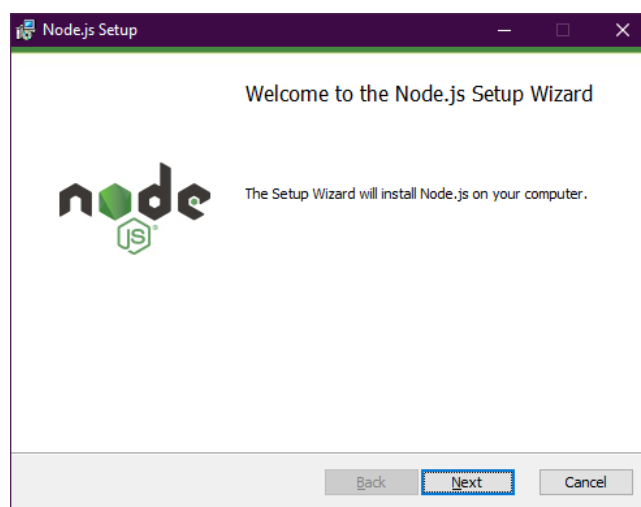 Node.js Setup
Welcome to the Node.js Setup Wizard
node
JS
The Setup Wizard will install Node.js on your computer.
Back Next Cancel